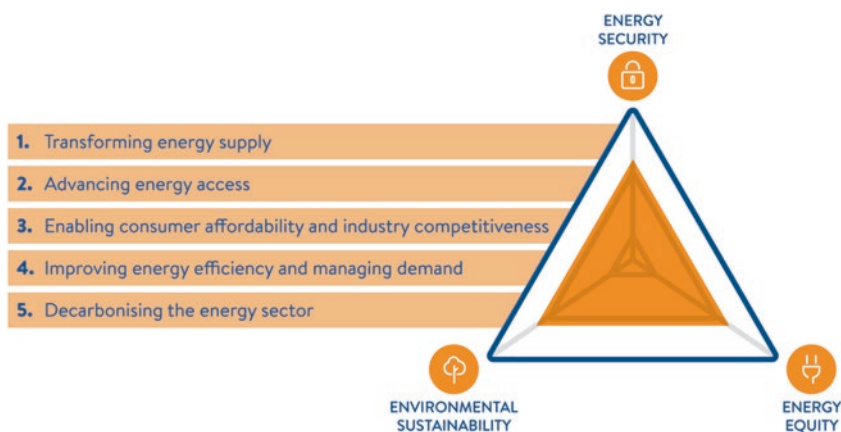 ENERGY
SECURITY
1. Transforming energy supply
2. Advancing energy access
3. Enabling consumer affordability and industry competitiveness
4. Improving energy efficiency and managing demand
5. Decarbonising the energy sector
ENVIRONMENTAL
SUSTAINABILITY
ENERGY
EQUITY